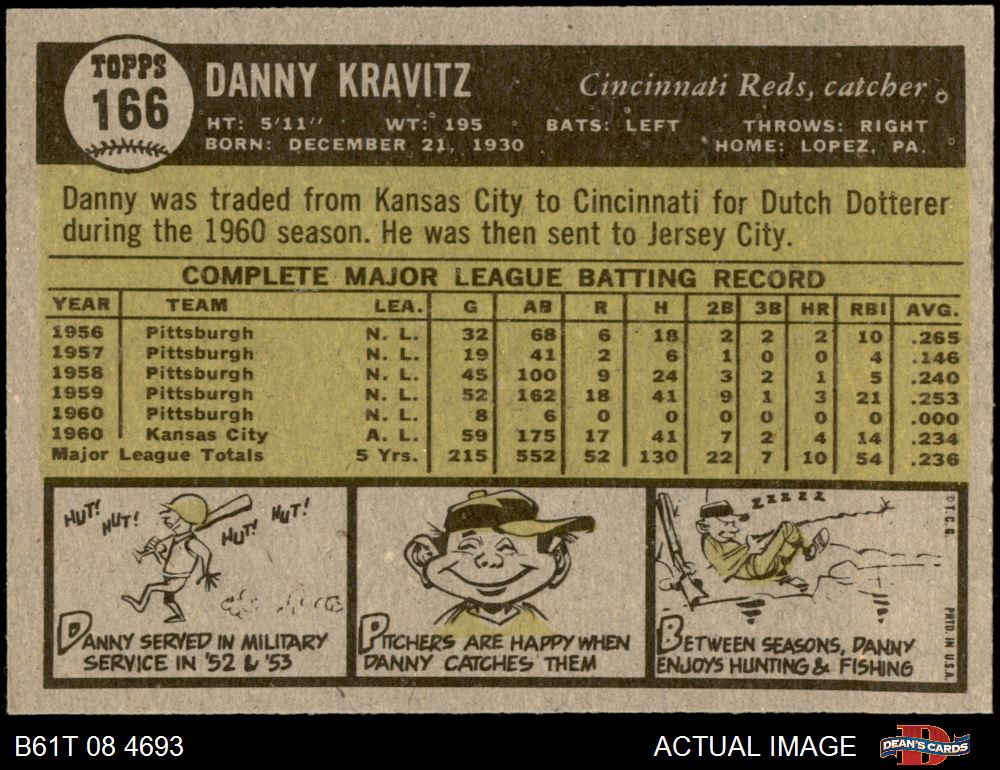 TOPPS
166
DANNY KRAVITZ
Cincinnati Reds, catcher
HT: 5'11" WT: 195 BATS: LEFT THROWS: RIGHT
BORN: DECEMBER 21, 1930 HOME: LOPEZ, PA.
Danny was traded from Kansas City to Cincinnati for Dutch Dotterer
during the 1960 season. He was then sent to Jersey City.
COMPLETE MAJOR LEAGUE BATTING RECORD
YEAR TEAM LEA. G AB R H 2B 3B HR RBI AVG.
1956 Pittsburgh N. L. 32 68 6 18 2 2 2 10 .265
1957 Pittsburgh N. L. 19 41 2 6 1 0 0 4 .146
1958 Pittsburgh N. L. 45 100 9 24 3 2 1 5 .240
1959 Pittsburgh N. L. 52 162 18 41 9 1 3 21 .253
1960 Pittsburgh N. L. 8 6 0 0 0 0 0 0 .000
1960 Kansas City A. L. 59 175 17 41 7 2 4 14 .234
Major League Totals 5 Yrs. 215 552 52 130 22 7 10 54 .236
HUT! HUT! HUT! HUT!
DANNY SERVED IN MILITARY
SERVICE IN '52 & '53
PITCHERS ARE HAPPY WHEN
DANNY CATCHES THEM
ZZZZZ
BETWEEN SEASONS, DANNY
ENJOYS HUNTING & FISHING
©T.C.G. PRTD. IN U.S.A.
B61T 08 4693
ACTUAL IMAGE
DEAN'S CARDS